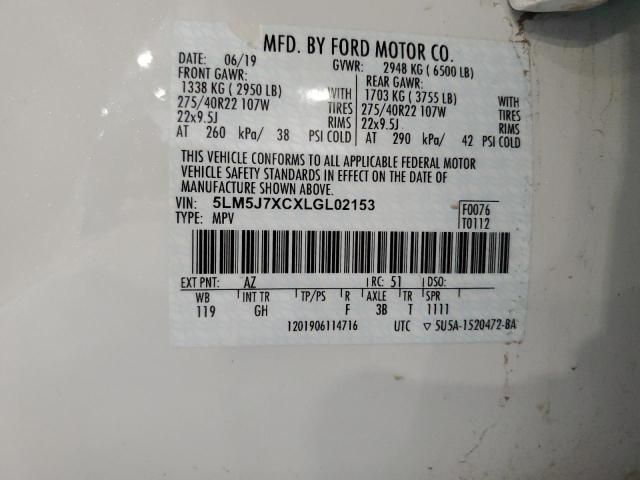 MFD. BY FORD MOTOR CO.
DATE: 06/19 GVWR: 2948 KG ( 6500 LB)
FRONT GAWR: REAR GAWR:
1338 KG ( 2950 LB) WITH 1703 KG ( 3755 LB) WITH
275/40R22 107W TIRES 275/40R22 107W TIRES
22x9.5J RIMS 22x9.5J RIMS
AT 260 kPa/ 38 PSI COLD AT 290 kPa/ 42 PSI COLD
THIS VEHICLE CONFORMS TO ALL APPLICABLE FEDERAL MOTOR
VEHICLE SAFETY STANDARDS IN EFFECT ON THE DATE OF
MANUFACTURE SHOWN ABOVE.
VIN: 5LM5J7XCXLGL02153 F0076
TYPE: MPV T0112
EXT PNT: AZ RC: 51 DSO:
WB INT TR TP/PS R AXLE TR SPR
119 GH F 3B T 1111
1201906114716 UTC ▽ 5U5A-1520472-BA